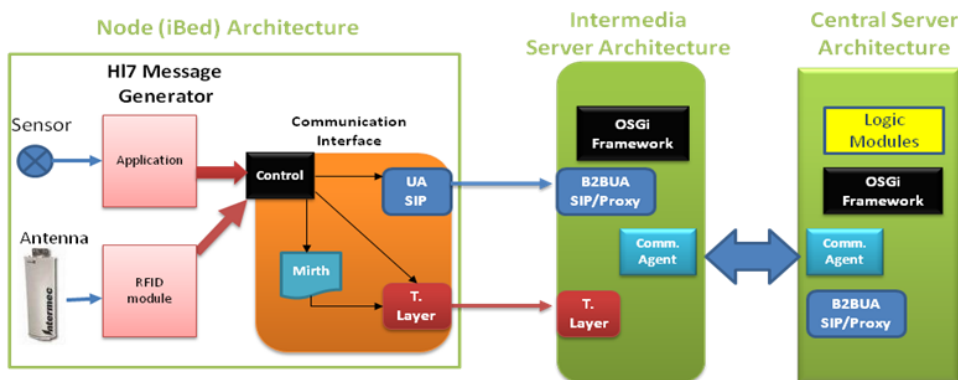 Node (iBed) Architecture
Intermedia
Server Architecture
Central Server
Architecture
Hl7 Message
Generator
Sensor
Application
Communication
Interface
Control
UA
SIP
Mirth
T.
Layer
Antenna
Intermec
RFID
module
OSGi
Framework
B2BUA
SIP/Proxy
Comm.
Agent
T.
Layer
Logic
Modules
OSGi
Framework
Comm.
Agent
B2BUA
SIP/Proxy